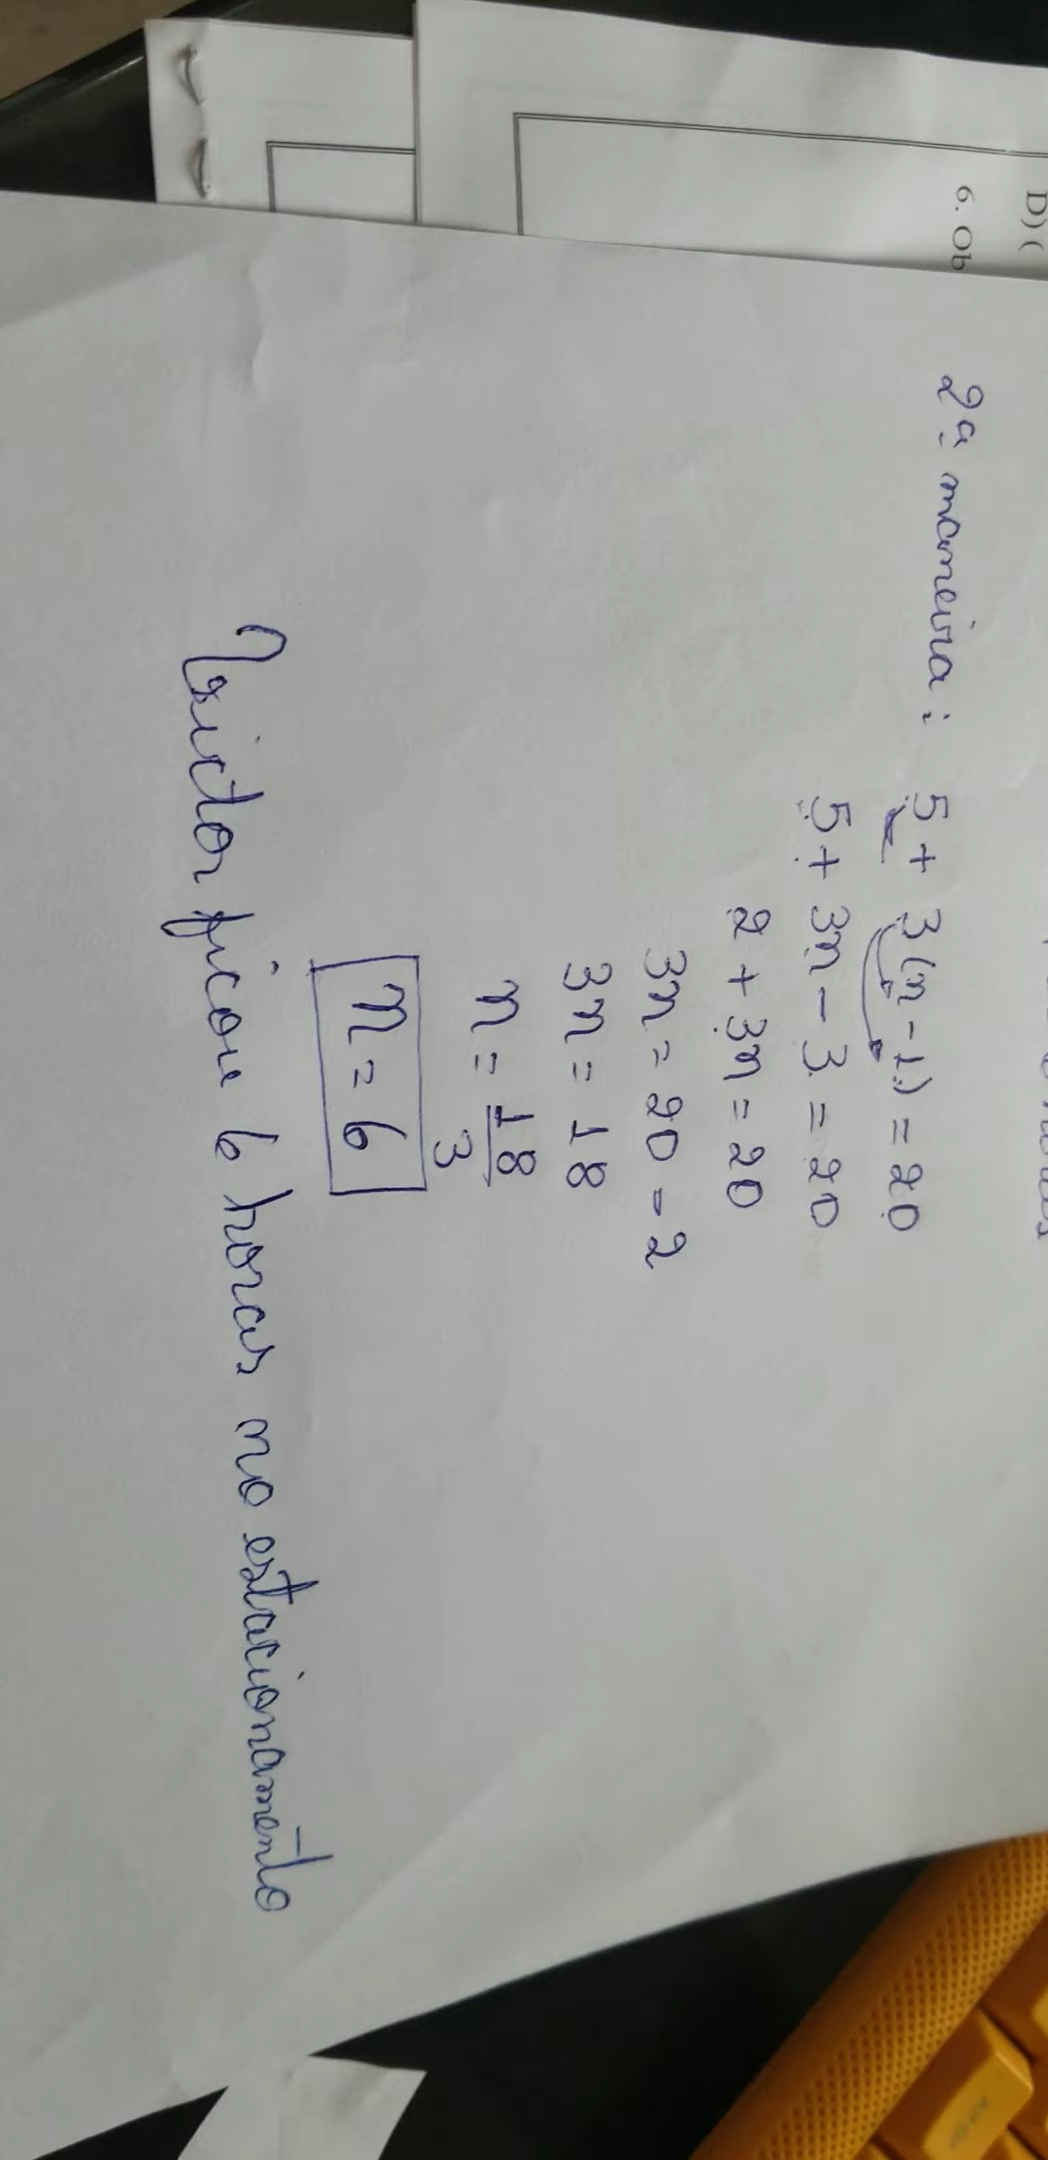 D) (
6. Ob
2ª maneira: 5 + 3(n - 1) = 20
5 + 3n - 3 = 20
2 + 3n = 20
3n = 20 - 2
3n = 18
n = 18/3
n = 6
Victor ficou 6 horas no estacionamento